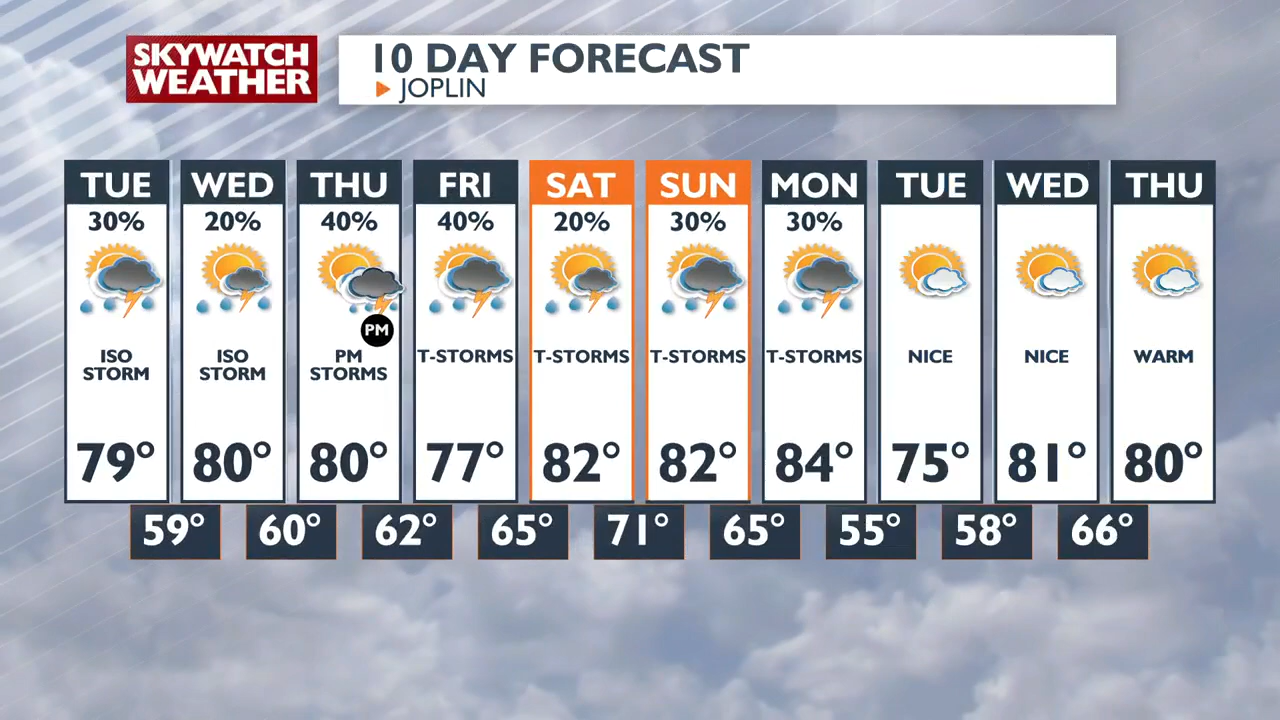 SKYWATCH
WEATHER
10 DAY FORECAST
JOPLIN
TUE
30%
ISO
STORM
79°
WED
20%
ISO
STORM
80°
THU
40%
PM
PM
STORMS
80°
FRI
40%
T-STORMS
77°
SAT
20%
T-STORMS
82°
SUN
30%
T-STORMS
82°
MON
30%
T-STORMS
84°
TUE
NICE
75°
WED
NICE
81°
THU
WARM
80°
59° 60° 62° 65° 71° 65° 55° 58° 66°